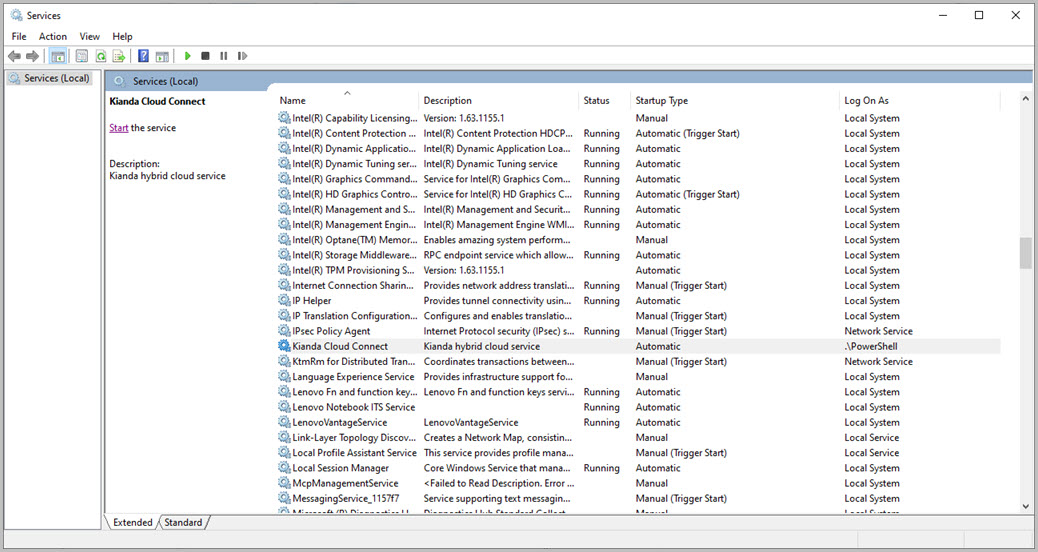 Services
File Action View Help
Services (Local)
Services (Local)
Kianda Cloud Connect
Start the service
Description:
Kianda hybrid cloud service
Name Description Status Startup Type Log On As
Intel(R) Capability Licensing... Version: 1.63.1155.1 Manual Local System
Intel(R) Content Protection ... Intel(R) Content Protection HDCP... Running Automatic (Trigger Start) Local System
Intel(R) Dynamic Applicatio... Intel(R) Dynamic Application Loa... Running Automatic Local System
Intel(R) Dynamic Tuning ser... Intel(R) Dynamic Tuning service Running Automatic Local System
Intel(R) Graphics Command... Service for Intel(R) Graphics Com... Running Automatic Local System
Intel(R) HD Graphics Contro... Service for Intel(R) HD Graphics C... Running Automatic (Trigger Start) Local System
Intel(R) Management and S... Intel(R) Management and Securit... Running Automatic Local System
Intel(R) Management Engin... Intel(R) Management Engine WMI... Running Automatic Local System
Intel(R) Optane(TM) Memor... Enables amazing system perform... Manual Local System
Intel(R) Storage Middleware... RPC endpoint service which allow... Running Automatic Local System
Intel(R) TPM Provisioning S... Version: 1.63.1155.1 Automatic Local System
Internet Connection Sharin... Provides network address translati... Running Manual (Trigger Start) Local System
IP Helper Provides tunnel connectivity usin... Running Automatic Local System
IP Translation Configuration... Configures and enables translatio... Manual (Trigger Start) Local System
IPsec Policy Agent Internet Protocol security (IPsec) s... Running Manual (Trigger Start) Network Service
Kianda Cloud Connect Kianda hybrid cloud service Automatic .\PowerShell
KtmRm for Distributed Tran... Coordinates transactions between... Manual (Trigger Start) Network Service
Language Experience Service Provides infrastructure support fo... Manual Local System
Lenovo Fn and function key... Lenovo Fn and function keys servi... Running Automatic Local System
Lenovo Notebook ITS Service Running Automatic Local System
LenovoVantageService LenovoVantageService Running Automatic Local System
Link-Layer Topology Discov... Creates a Network Map, consistin... Manual Local Service
Local Profile Assistant Service This service provides profile mana... Manual (Trigger Start) Local Service
Local Session Manager Core Windows Service that mana... Running Automatic Local System
McpManagementService <Failed to Read Description. Error ... Manual Local System
MessagingService_1157f7 Service supporting text messagin... Manual (Trigger Start) Local System
Extended Standard